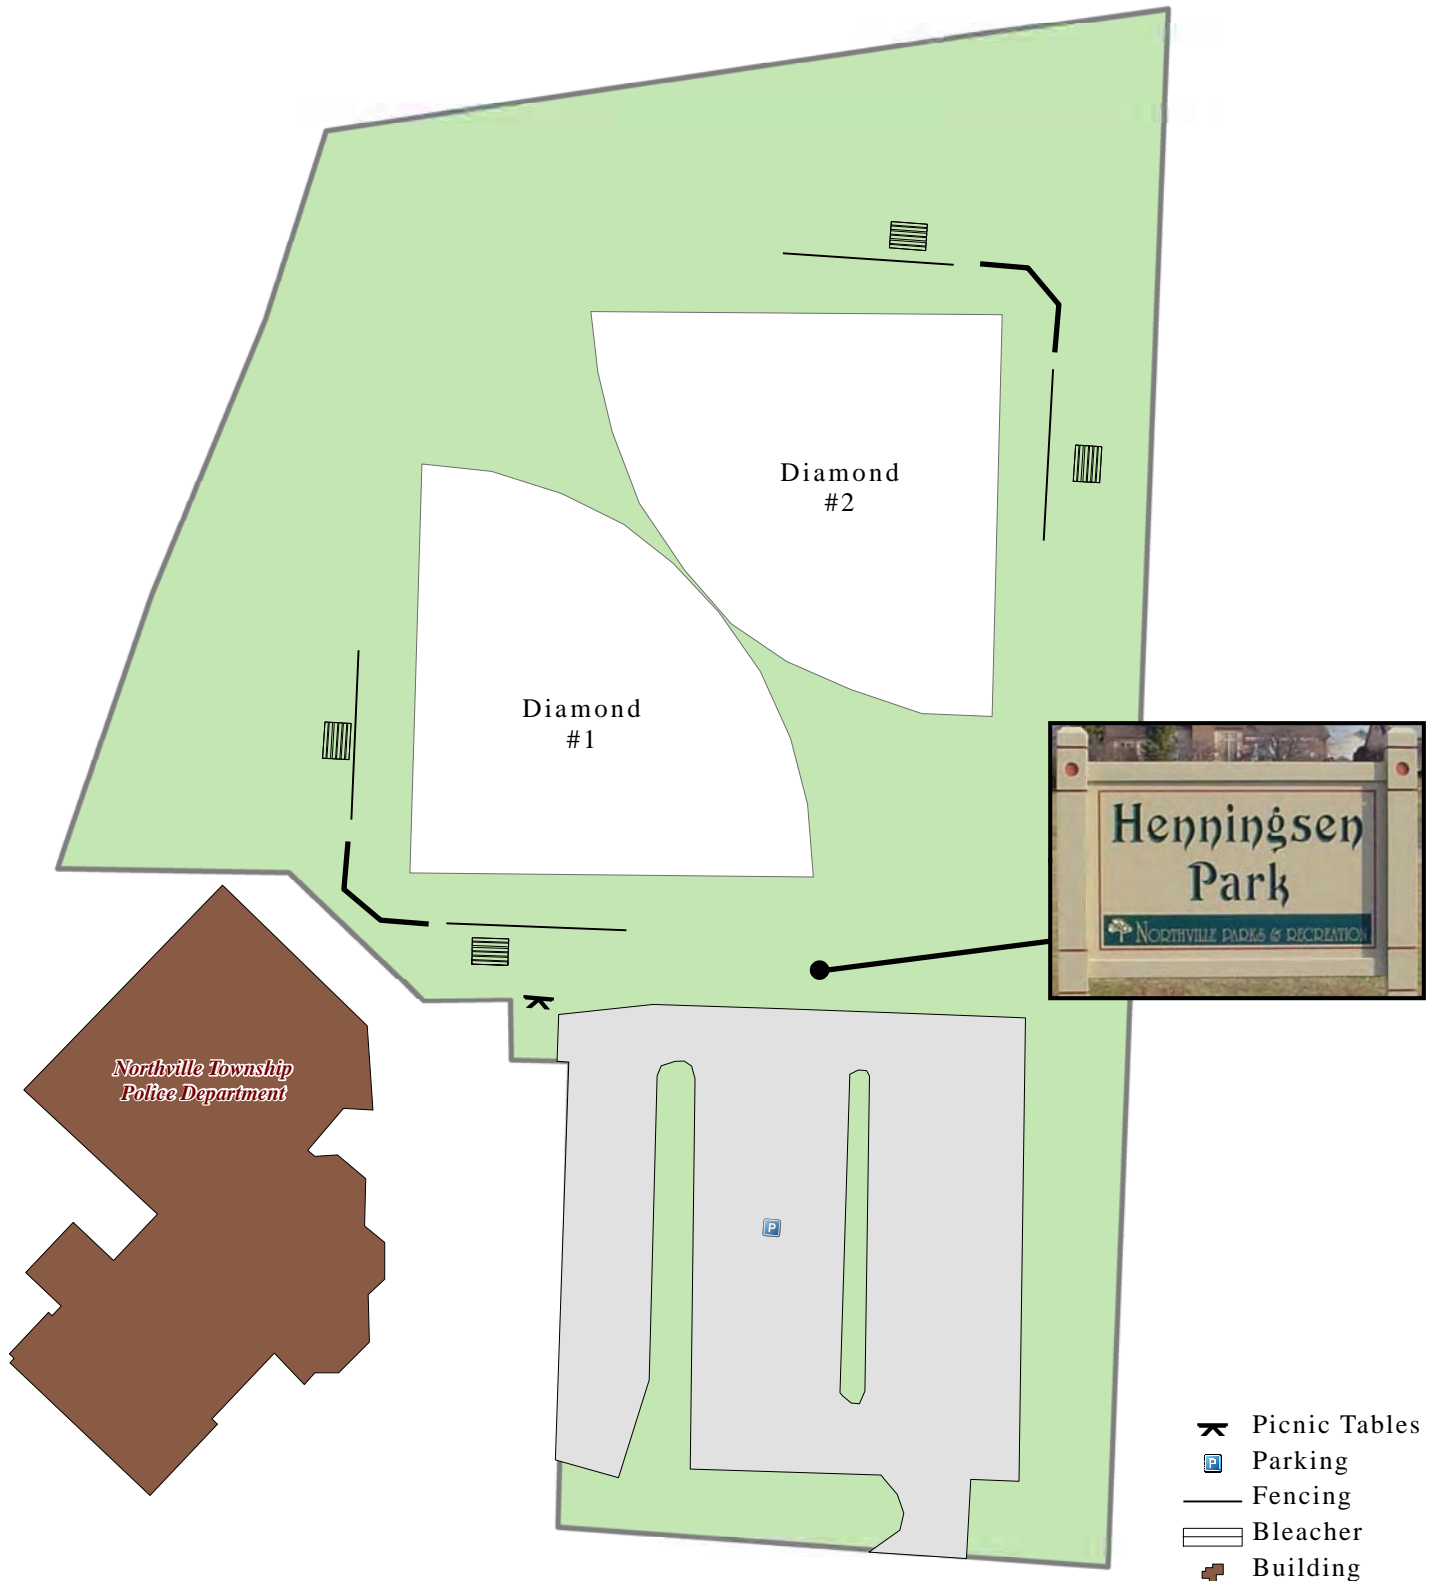 Diamond
#2
Diamond
#1
Henningsen
Park
NORTHVILLE PARKS & RECREATION
Northville Township
Police Department
P
Picnic Tables
P
Parking
Fencing
Bleacher
Building